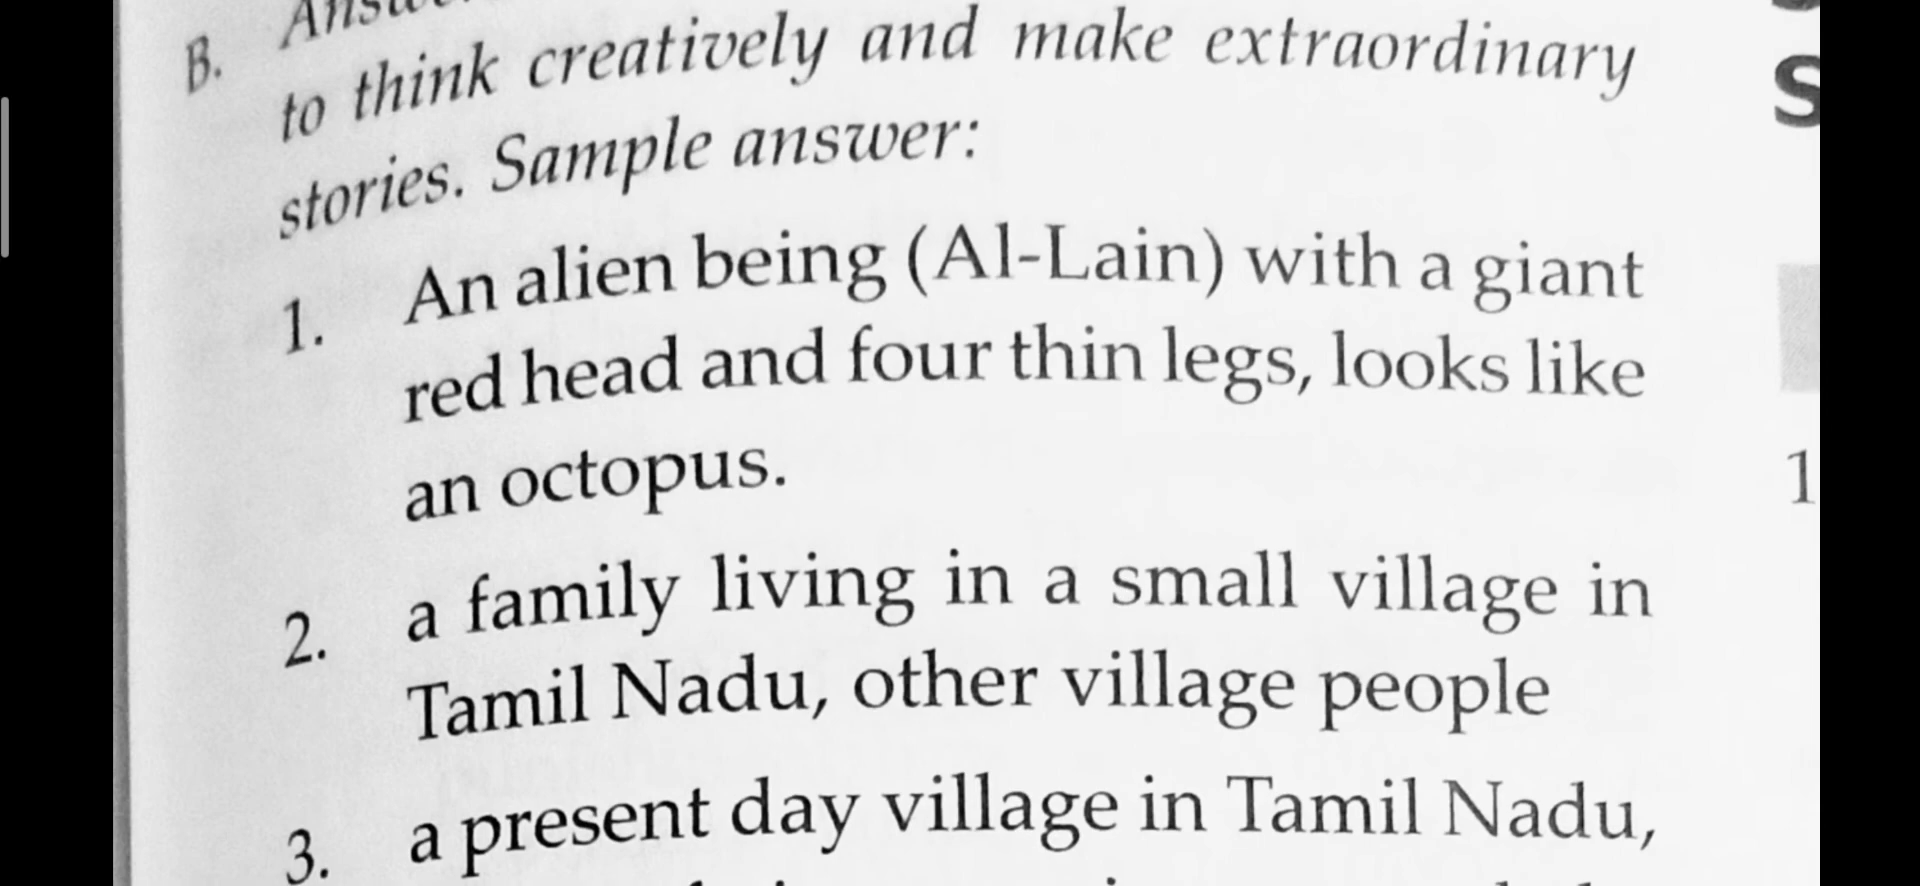 B.
to think creatively and make extraordinary
stories. Sample answer:
1. An alien being (Al-Lain) with a giant
red head and four thin legs, looks like
an octopus.
2. a family living in a small village in
Tamil Nadu, other village people
3. a present day village in Tamil Nadu,
S
1